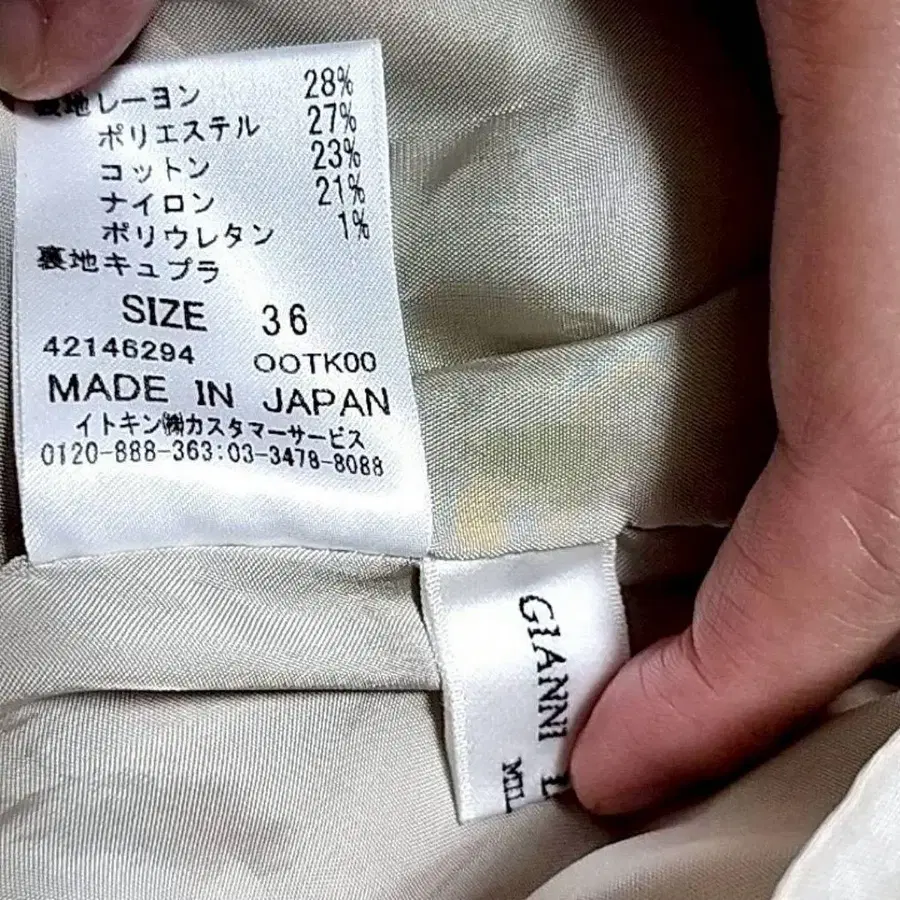 地レーヨン 28%
ポリエステル 27%
コットン 23%
ナイロン 21%
ポリウレタン 1%
裏地キュプラ
SIZE 36
42146294 OOTK00
MADE IN JAPAN
イトキン㈱カスタマーサービス
0120-888-363:03-3478-8088
GIANNI